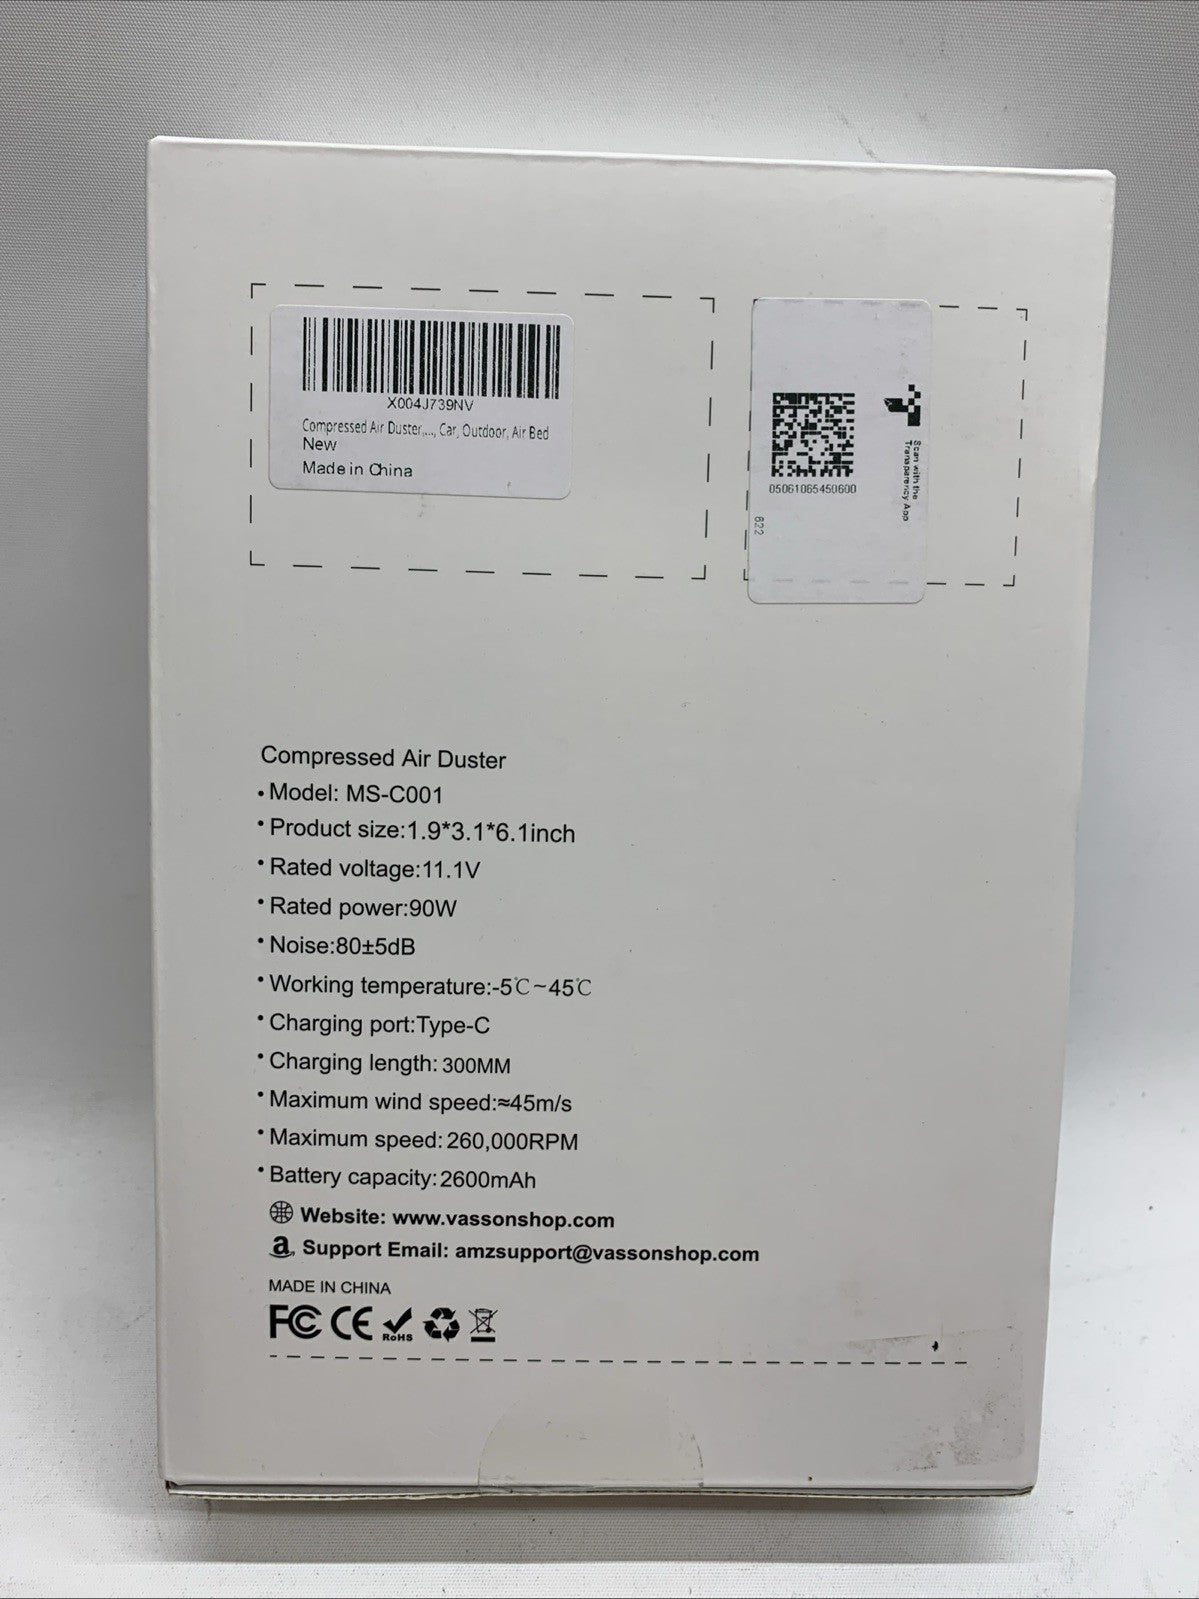 X004J739NV
Compressed Air Duster,..., Car, Outdoor, Air Bed
New
Made in China
05061065450600
Scan with the
Transparency App
622
Compressed Air Duster
• Model: MS-C001
• Product size:1.9*3.1*6.1inch
• Rated voltage:11.1V
• Rated power:90W
• Noise:80±5dB
• Working temperature:-5℃~45℃
• Charging port:Type-C
• Charging length: 300MM
• Maximum wind speed:≈45m/s
• Maximum speed: 260,000RPM
• Battery capacity: 2600mAh
Website: www.vassonshop.com
a Support Email: amzsupport@vassonshop.com
MADE IN CHINA
FC CE RoHS